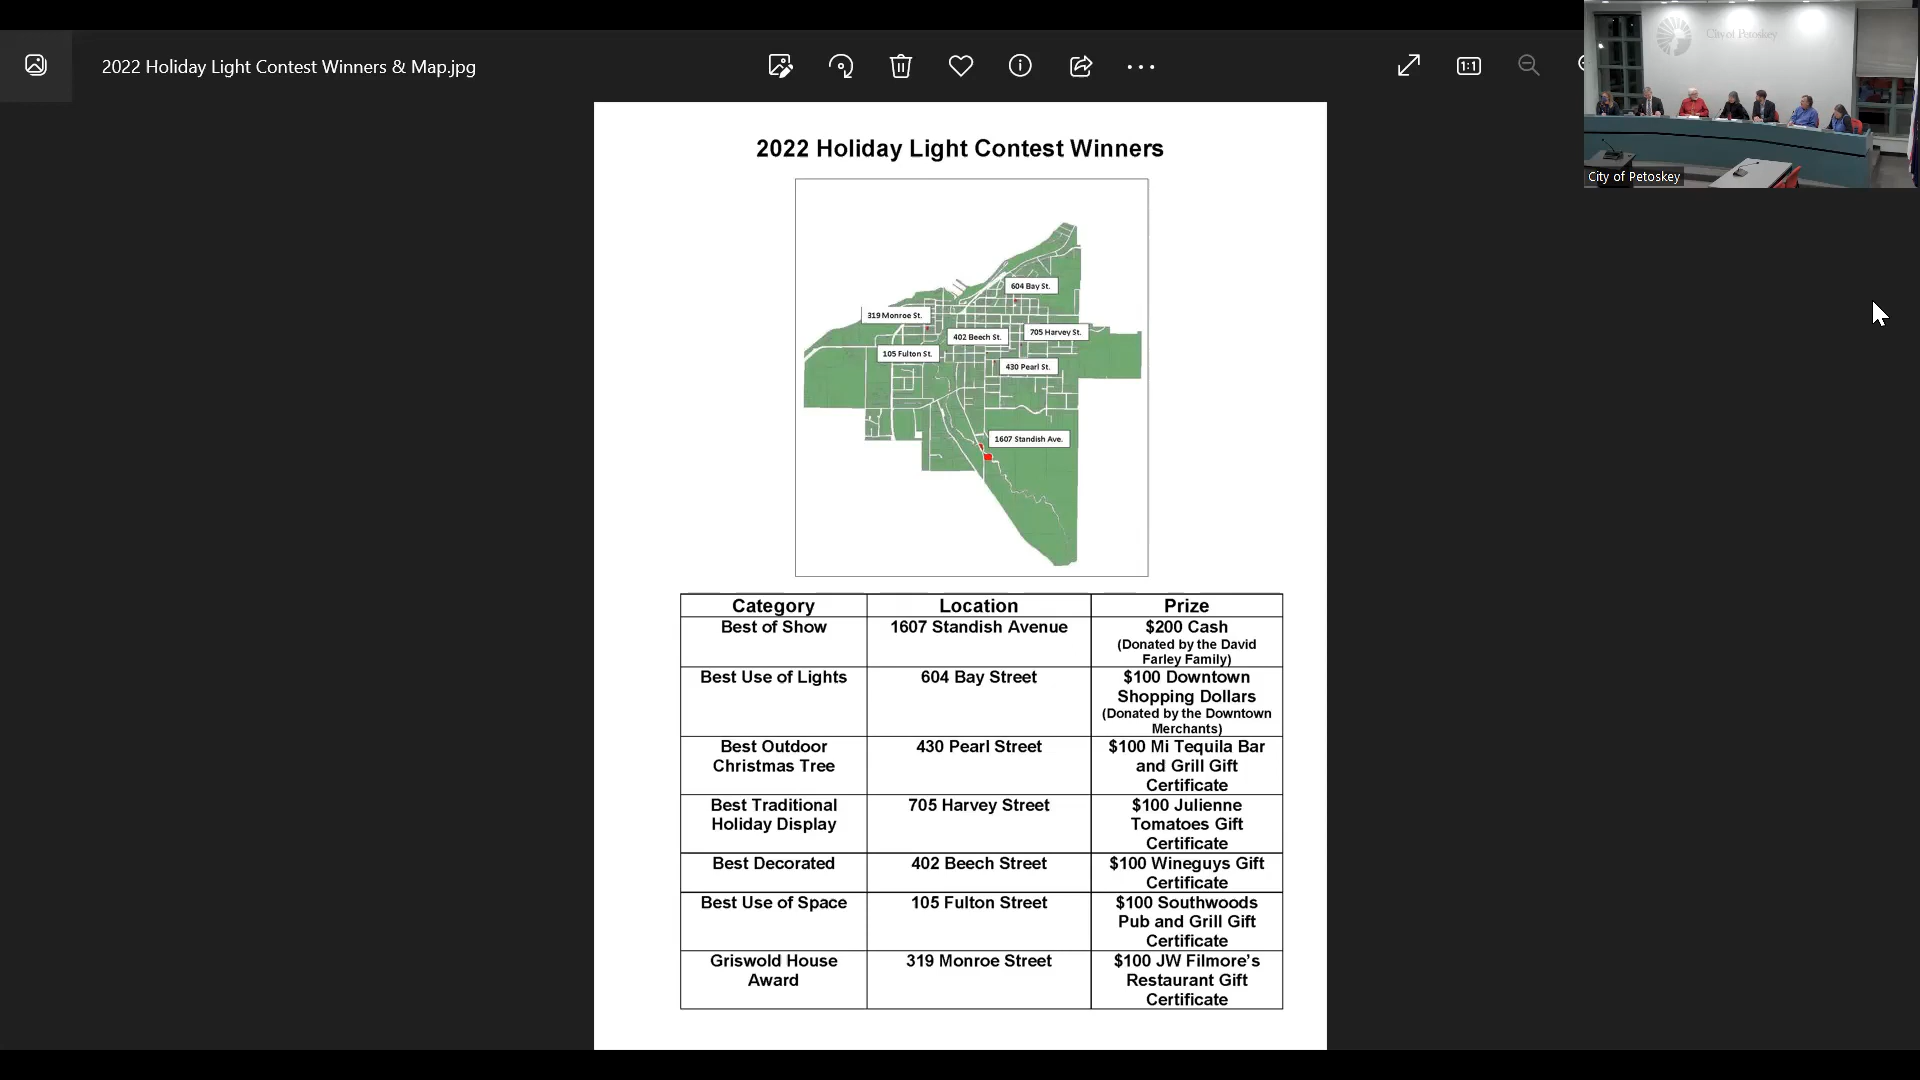 2022 Holiday Light Contest Winners & Map.jpg
1:1
City of Petoskey
City of Petoskey
2022 Holiday Light Contest Winners
604 Bay St.
319 Monroe St.
705 Harvey St.
402 Beech St.
105 Fulton St.
430 Pearl St.
1607 Standish Ave.
Category Location Prize
Best of Show 1607 Standish Avenue $200 Cash
(Donated by the David
Farley Family)
Best Use of Lights 604 Bay Street $100 Downtown
Shopping Dollars
(Donated by the Downtown
Merchants)
Best Outdoor 430 Pearl Street $100 Mi Tequila Bar
Christmas Tree and Grill Gift
Certificate
Best Traditional 705 Harvey Street $100 Julienne
Holiday Display Tomatoes Gift
Certificate
Best Decorated 402 Beech Street $100 Wineguys Gift
Certificate
Best Use of Space 105 Fulton Street $100 Southwoods
Pub and Grill Gift
Certificate
Griswold House 319 Monroe Street $100 JW Filmore’s
Award Restaurant Gift
Certificate